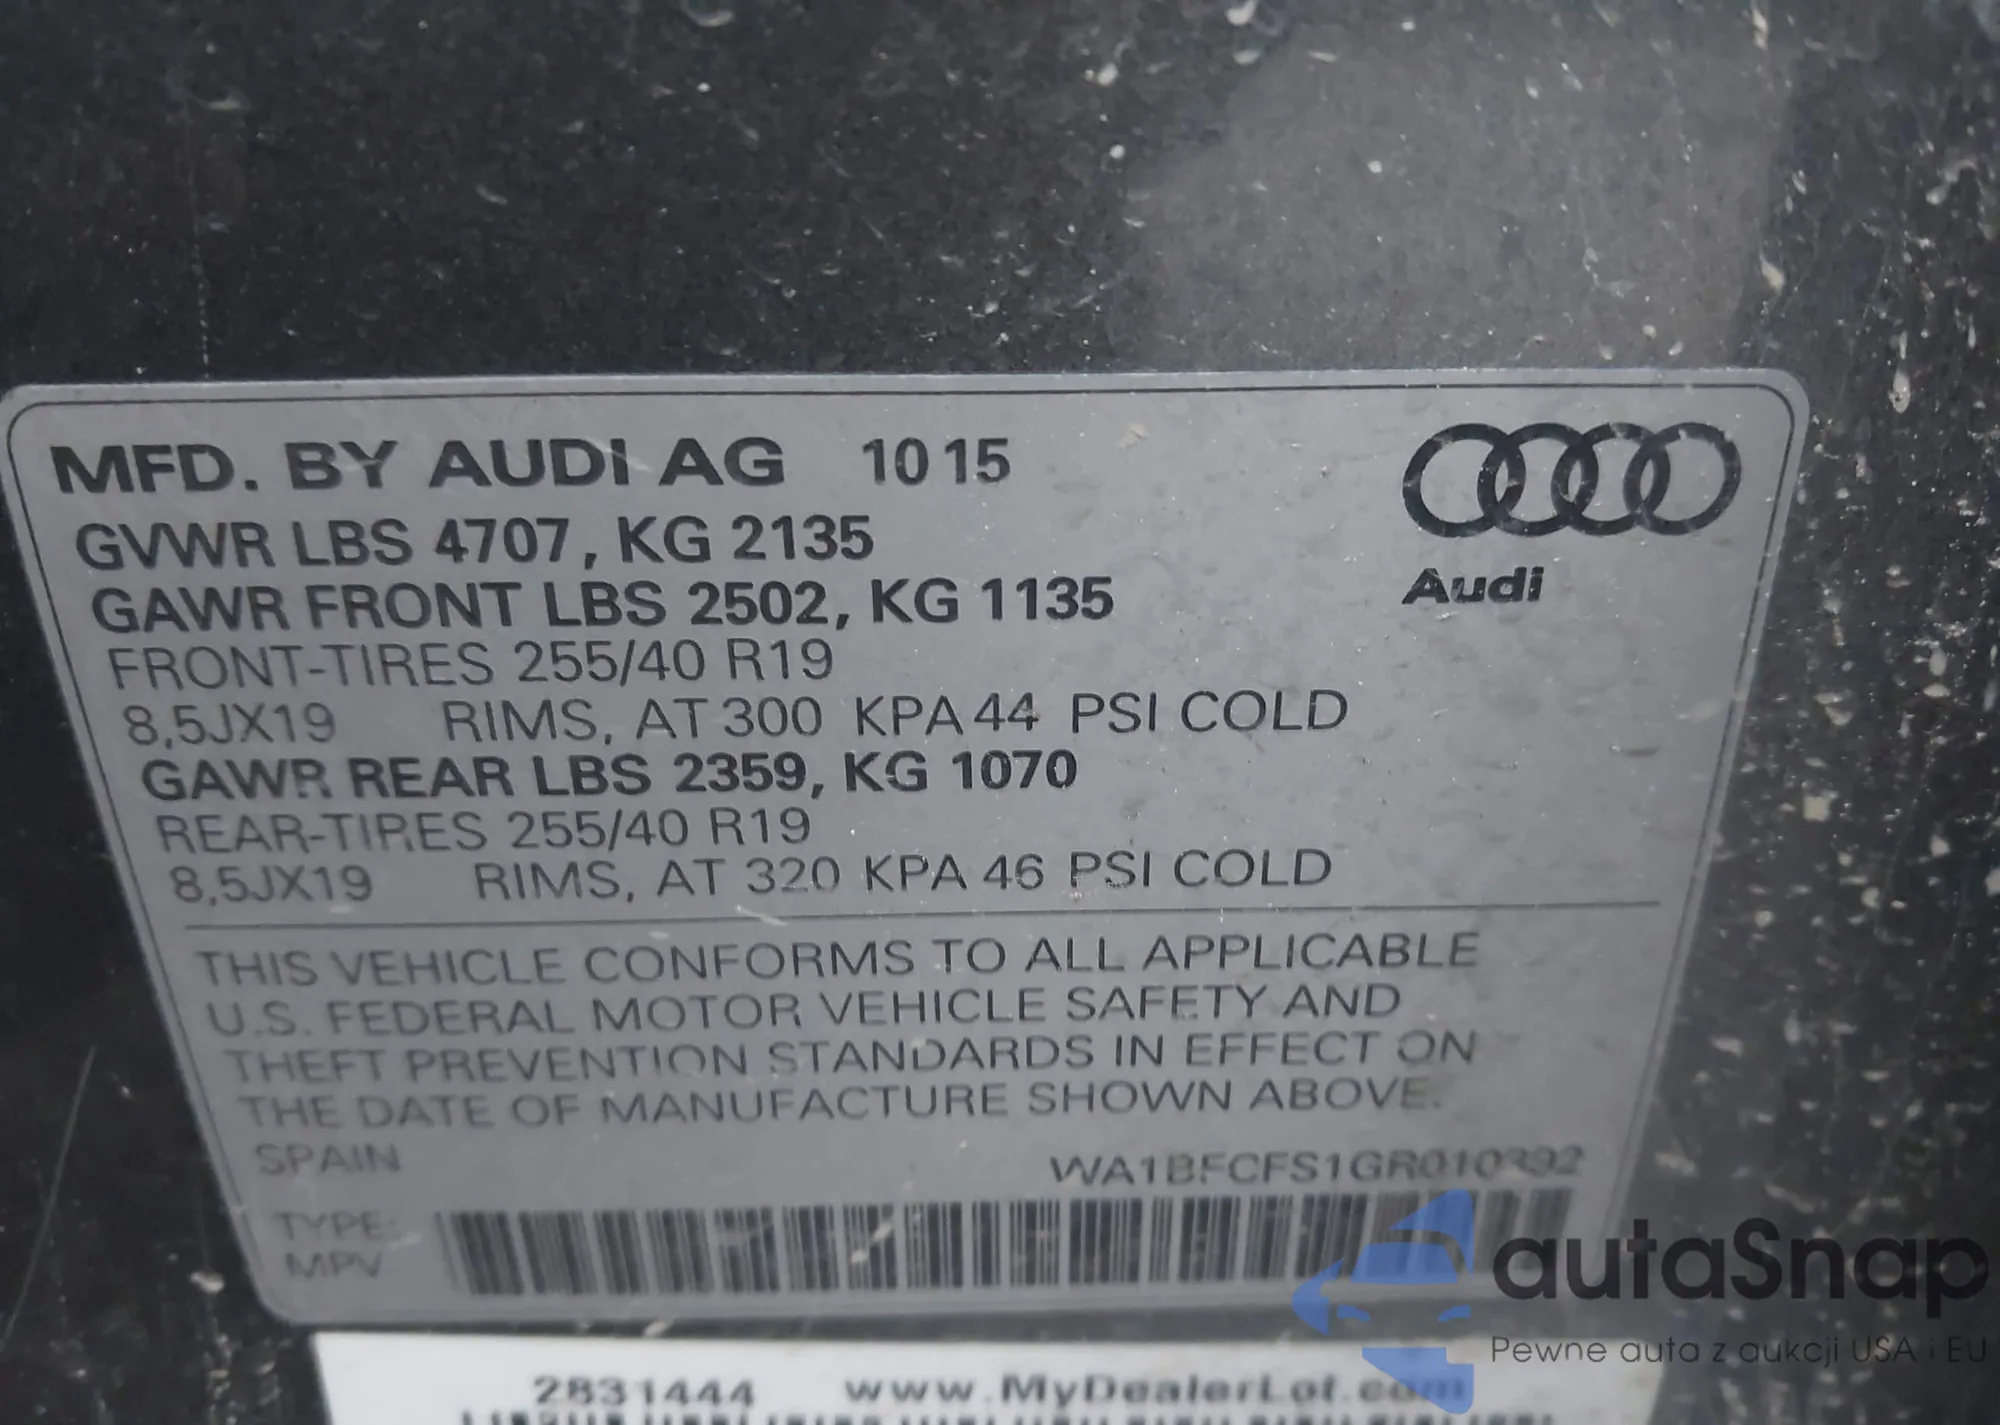 MFD. BY AUDI AG 10 15
GVWR LBS 4707, KG 2135
GAWR FRONT LBS 2502, KG 1135
FRONT-TIRES 255/40 R19
8,5JX19 RIMS, AT 300 KPA 44 PSI COLD
GAWR REAR LBS 2359, KG 1070
REAR-TIRES 255/40 R19
8,5JX19 RIMS, AT 320 KPA 46 PSI COLD
Audi
THIS VEHICLE CONFORMS TO ALL APPLICABLE
U.S. FEDERAL MOTOR VEHICLE SAFETY AND
THEFT PREVENTION STANDARDS IN EFFECT ON
THE DATE OF MANUFACTURE SHOWN ABOVE.
SPAIN
TYPE:
MPV
autaSnap
Pewne auta z aukcji USA i EU
2831444 www.MyDealerLot.com